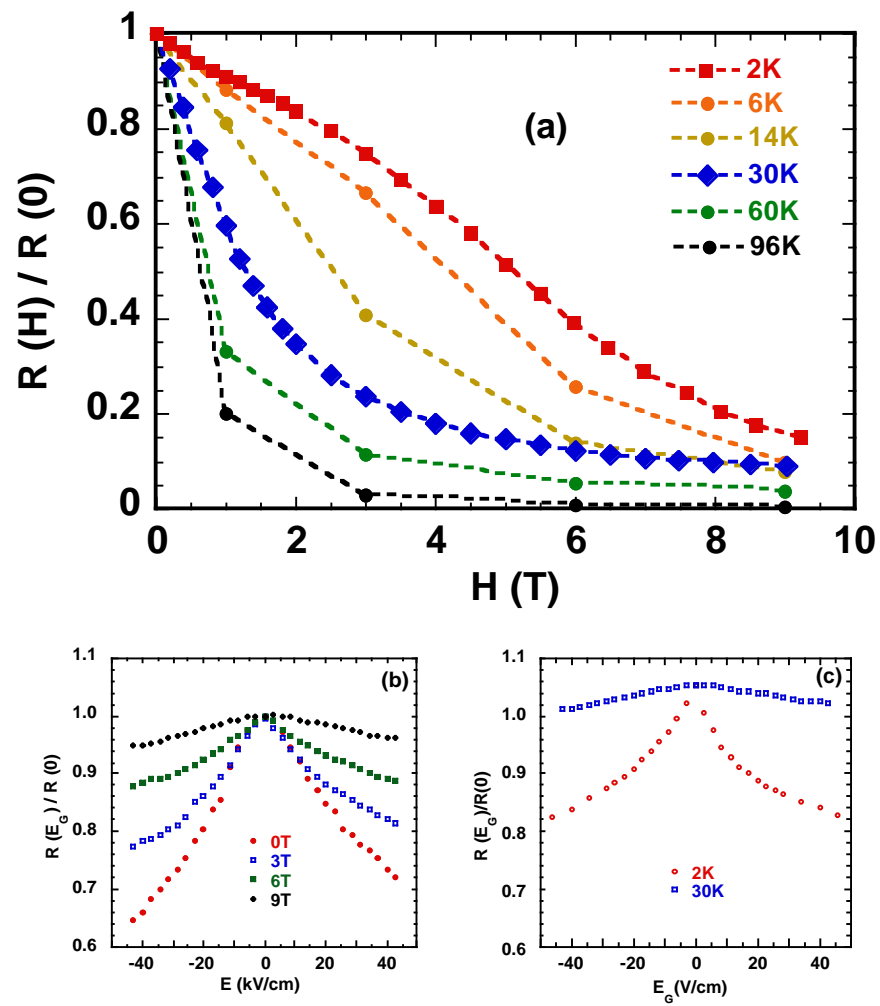 1
0.8
0.6
0.4
0.2
0
R (H) / R (0)
0 2 4 6 8 10
H (T)
(a)
2K
6K
14K
30K
60K
96K
1.1
1.0
0.9
0.8
0.7
0.6
R (E_G) / R (0)
-40 -20 0 20 40
E (kV/cm)
(b)
0T
3T
6T
9T
1.1
1.0
0.9
0.8
0.7
0.6
R (E_G)/R(0)
-40 -20 0 20 40
E_G(V/cm)
(c)
2K
30K